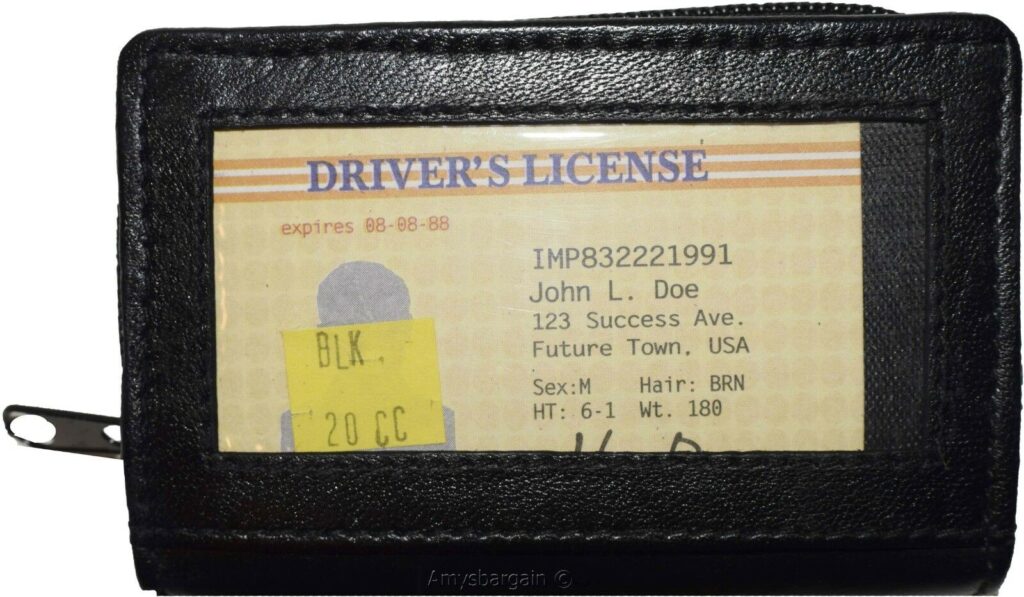 DRIVER'S LICENSE
expires 08-08-88
IMP832221991
John L. Doe
123 Success Ave.
Future Town. USA
Sex:M Hair: BRN
HT: 6-1 Wt. 180
BLK.
20 CC
Amysbargain ©